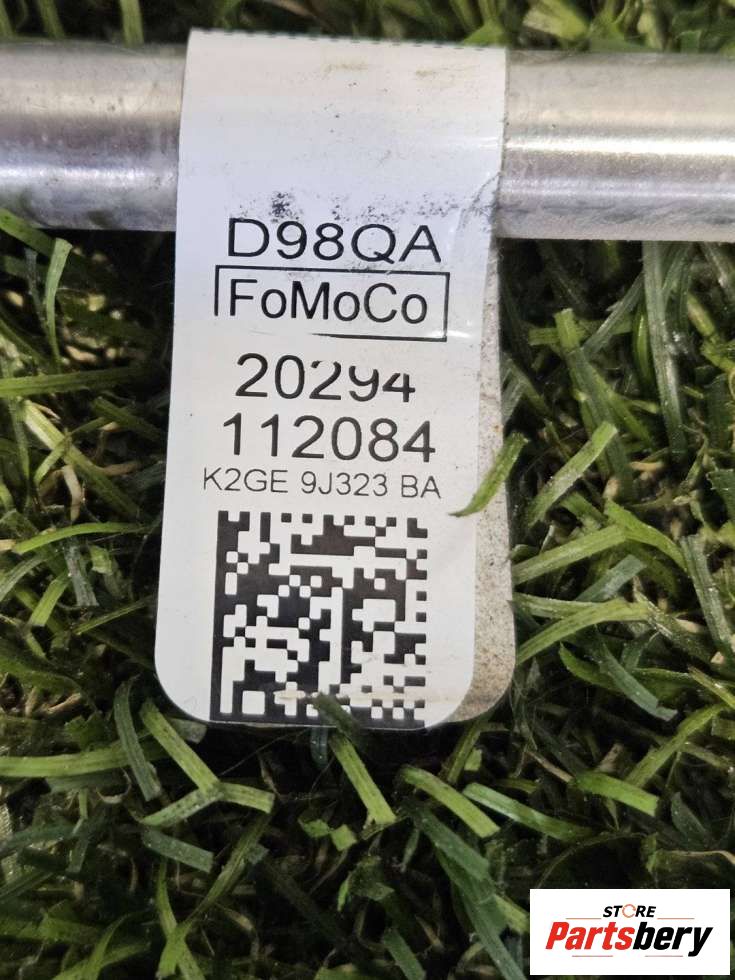 D98QA
FoMoCo
20294
112084
K2GE 9J323 BA
STORE
Partsbery